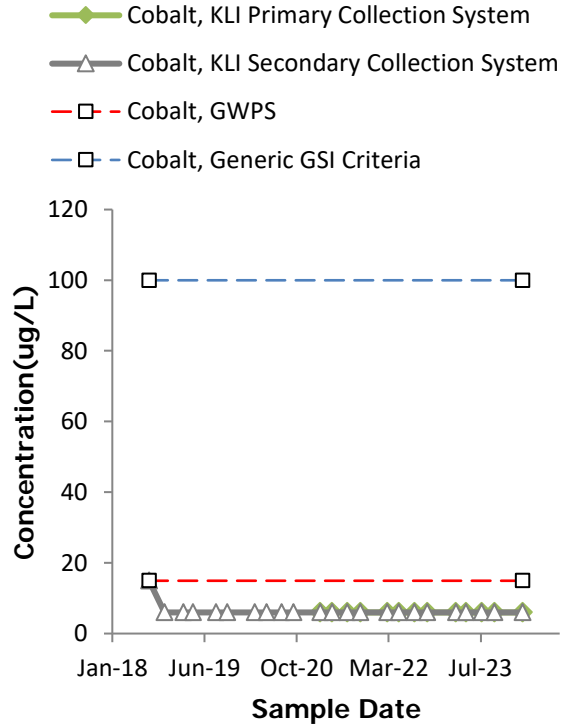 Cobalt, KLI Primary Collection System
Cobalt, KLI Secondary Collection System
Cobalt, GWPS
Cobalt, Generic GSI Criteria
120
100
80
60
40
20
0
Concentration(ug/L)
Jan-18 Jun-19 Oct-20 Mar-22 Jul-23
Sample Date